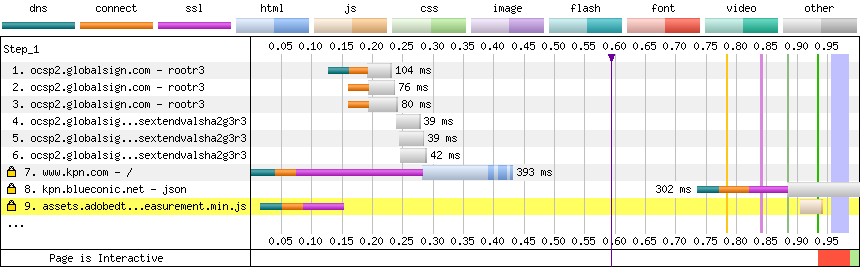 dns connect ssl html js css image flash font video other
Step_1 0.05 0.10 0.15 0.20 0.25 0.30 0.35 0.40 0.45 0.50 0.55 0.60 0.65 0.70 0.75 0.80 0.85 0.90 0.95
1. ocsp2.globalsign.com - rootr3 104 ms
2. ocsp2.globalsign.com - rootr3 76 ms
3. ocsp2.globalsign.com - rootr3 80 ms
4. ocsp2.globalsig...sextendvalsha2g3r3 39 ms
5. ocsp2.globalsig...sextendvalsha2g3r3 39 ms
6. ocsp2.globalsig...sextendvalsha2g3r3 42 ms
7. www.kpn.com - / 393 ms
8. kpn.blueconic.net - json 302 ms
9. assets.adobedt...easurement.min.js
...
0.05 0.10 0.15 0.20 0.25 0.30 0.35 0.40 0.45 0.50 0.55 0.60 0.65 0.70 0.75 0.80 0.85 0.90 0.95
Page is Interactive